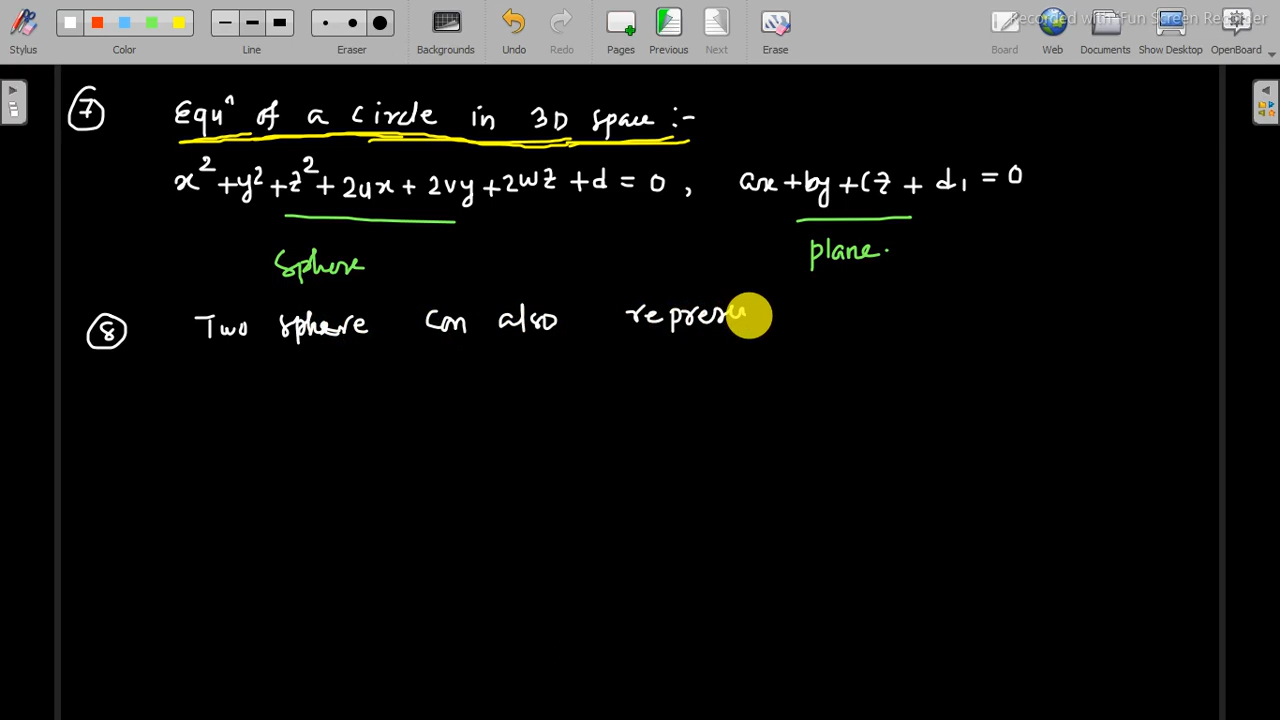 Recorded with Fun Screen Recorder
Stylus Color Line Eraser Backgrounds Undo Redo Pages Previous Next Erase Board Web Documents Show Desktop OpenBoard
7 Equⁿ of a circle in 3D space :-
x² + y² + z² + 2ux + 2vy + 2wz + d = 0 , ax + by + cz + d₁ = 0
Sphere plane.
8 Two sphere can also